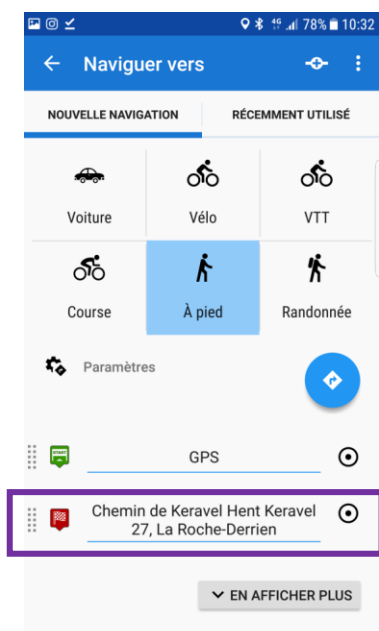 4G 78% 10:32
Naviguer vers
NOUVELLE NAVIGATION RÉCEMMENT UTILISÉ
Voiture Vélo VTT
Course À pied Randonnée
Paramètres
START GPS
Chemin de Keravel Hent Keravel
27, La Roche-Derrien
EN AFFICHER PLUS